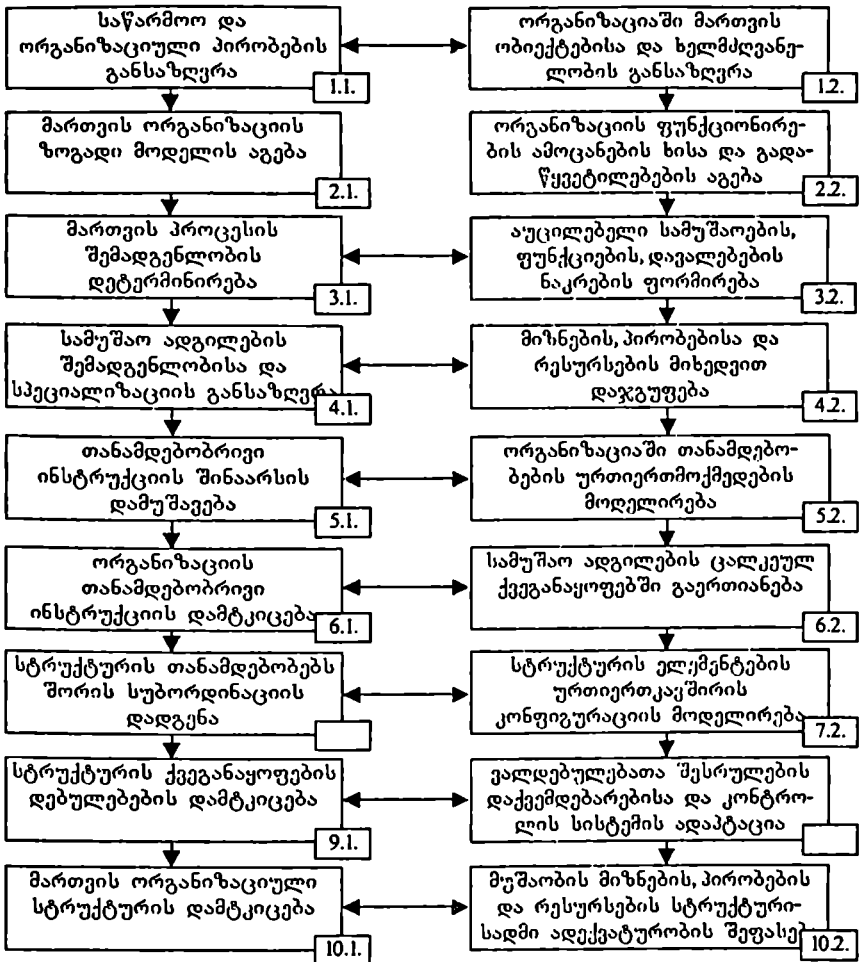 საწარმოო და
ორგანიზაციული პირობების
განსაზღვრა
1.1.
ორგანიზაციაში მართვის
ობიექტებისა და ხელმძღვანე-
ლობის განსაზღვრა
1.2.
მართვის ორგანიზაციის
ზოგადი მოდელის აგება
2.1.
ორგანიზაციის ფუნქციონირე-
ბის ამოცანების ხისა და გადა-
წყვეტილებების აგება
2.2.
მართვის პროცესის
შემადგენლობის
დეტერმინირება
3.1.
აუცილებელი სამუშაოების,
ფუნქციების, დავალებების
ნაკრების ფორმირება
3.2.
სამუშაო ადგილების
შემადგენლობისა და
სპეციალიზაციის განსაზღვრა
4.1.
მიზნების, პირობებისა და
რესურსების მიხედვით
დაჯგუფება
4.2.
თანამდებობრივი
ინსტრუქციის შინაარსის
დამუშავება
5.1.
ორგანიზაციაში თანამდებო-
ბების ურთიერთმოქმედების
მოდელირება
5.2.
ორგანიზაციის
თანამდებობრივი
ინსტრუქციის დამტკიცება
6.1.
სამუშაო ადგილების ცალკეულ
ქვეგანაყოფებში გაერთიანება
6.2.
სტრუქტურის თანამდებობებს
შორის სუბორდინაციის
დადგენა
სტრუქტურის ელემენტების
ურთიერთკავშირის
კონფიგურაციის მოდელირება
7.2.
სტრუქტურის ქვეგანაყოფების
დებულებების დამტკიცება
9.1.
ვალდებულებათა შესრულების
დაქვემდებარებისა და კონტრო-
ლის სისტემის ადაპტაცია
მართვის ორგანიზაციული
სტრუქტურის დამტკიცება
10.1.
მუშაობის მიზნების, პირობების
და რესურსების სტრუქტური-
სადმი ადექვატურობის შეფასებ
10.2.